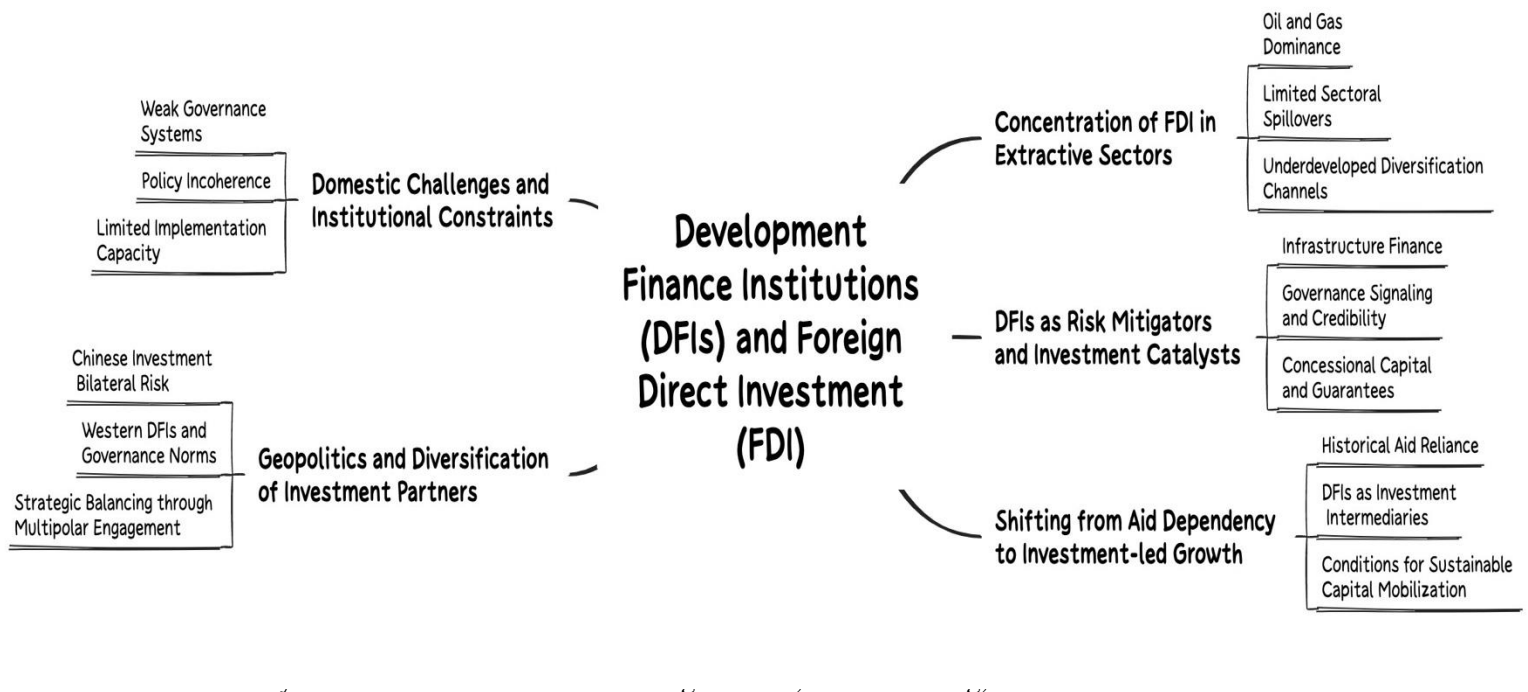 Development
Finance Institutions
(DFIs) and Foreign
Direct Investment
(FDI)
Domestic Challenges and
Institutional Constraints
Weak Governance
Systems
Policy Incoherence
Limited Implementation
Capacity
Geopolitics and Diversification
of Investment Partners
Chinese Investment
Bilateral Risk
Western DFIs and
Governance Norms
Strategic Balancing through
Multipolar Engagement
Concentration of FDI in
Extractive Sectors
Oil and Gas
Dominance
Limited Sectoral
Spillovers
Underdeveloped Diversification
Channels
DFIs as Risk Mitigators
and Investment Catalysts
Infrastructure Finance
Governance Signaling
and Credibility
Concessional Capital
and Guarantees
Shifting from Aid Dependency
to Investment-led Growth
Historical Aid Reliance
DFIs as Investment
Intermediaries
Conditions for Sustainable
Capital Mobilization